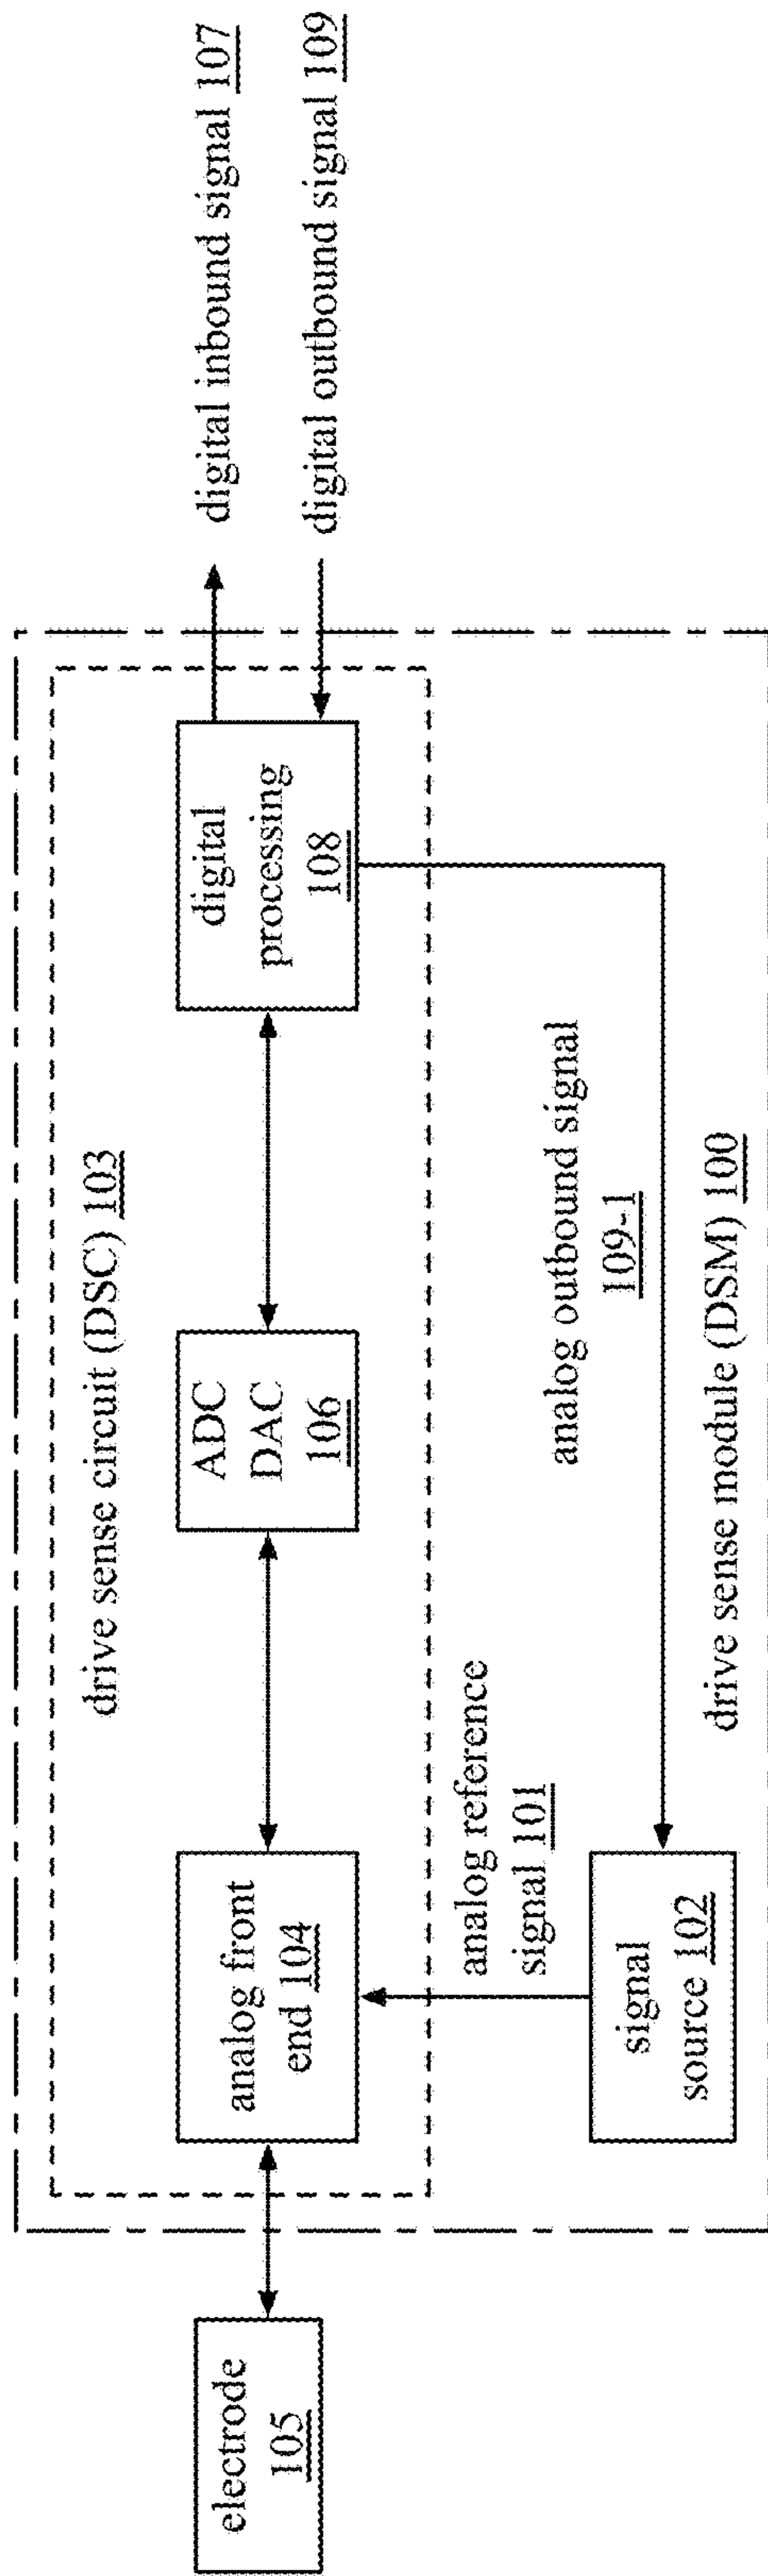 drive sense circuit (DSC) 103
electrode
105
analog front
end 104
ADC
DAC
106
digital
processing
108
digital inbound signal 107
digital outbound signal 109
analog reference
signal 101
analog outbound signal
109-1
signal
source 102
drive sense module (DSM) 100